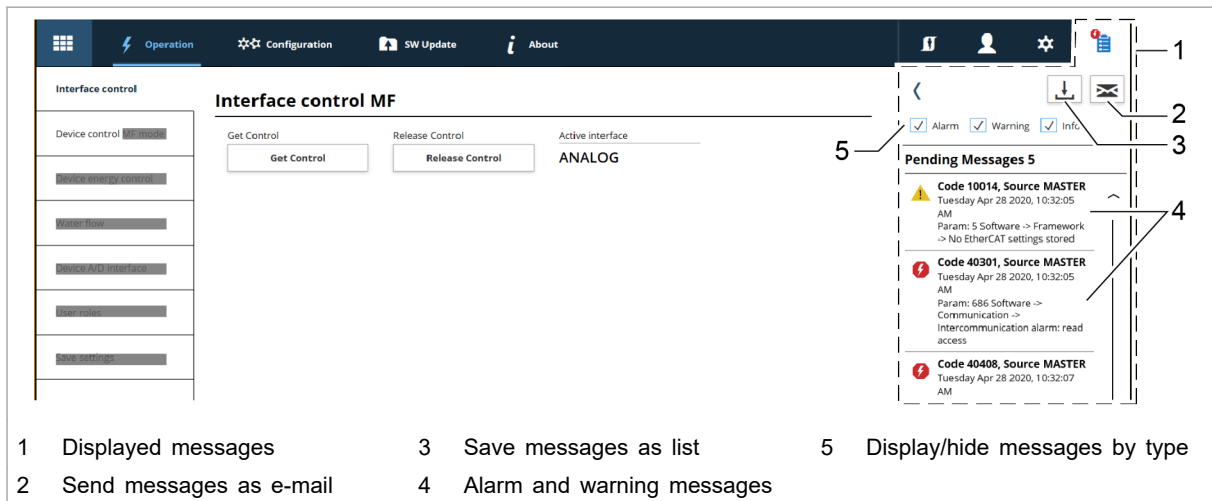 Operation
Configuration
SW Update
About
1
Interface control
Device control MF mode
Device energy control
Water flow
Device A/D interface
User roles
Save settings
Interface control MF
Get Control
Release Control
Active interface
Get Control
Release Control
ANALOG
2
3
5
Alarm Warning Info
Pending Messages 5
Code 10014, Source MASTER
Tuesday Apr 28 2020, 10:32:05
AM
Param: 5 Software -> Framework
-> No EtherCAT settings stored
4
Code 40301, Source MASTER
Tuesday Apr 28 2020, 10:32:05
AM
Param: 686 Software ->
Communication ->
Intercommunication alarm: read
access
Code 40408, Source MASTER
Tuesday Apr 28 2020, 10:32:07
AM
1 Displayed messages
2 Send messages as e-mail
3 Save messages as list
4 Alarm and warning messages
5 Display/hide messages by type